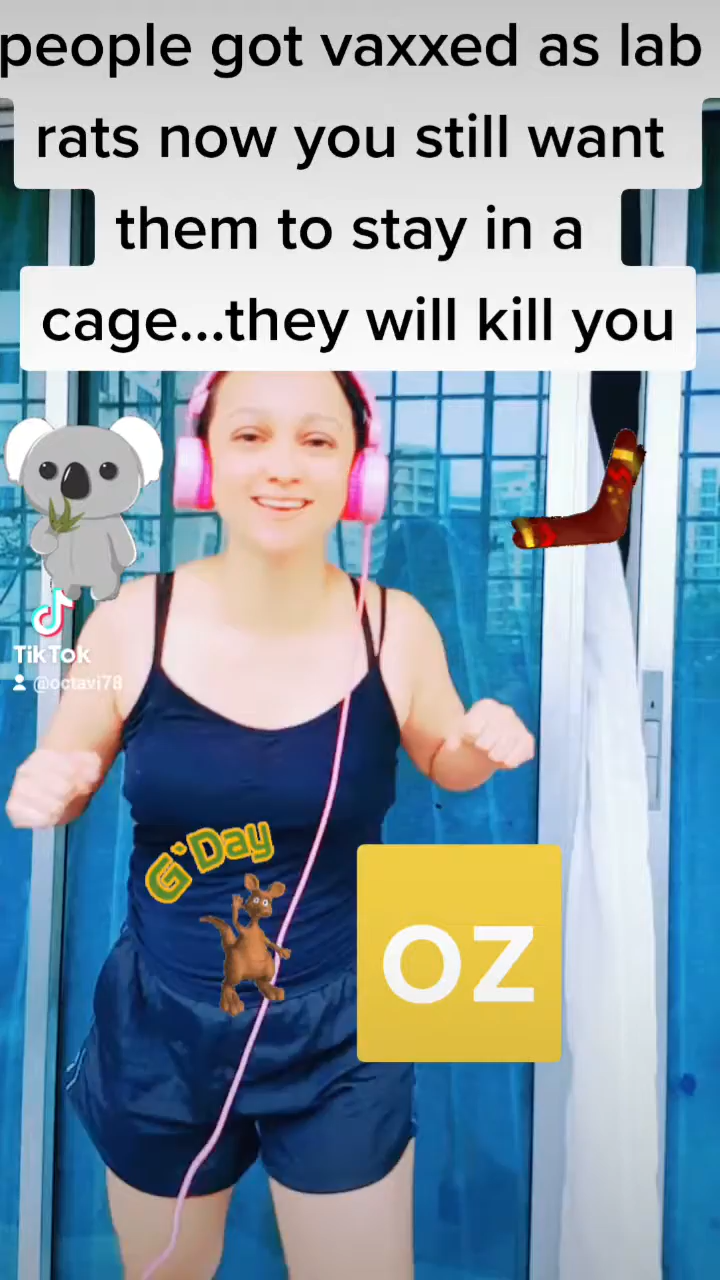 people got vaxxed as lab
rats now you still want
them to stay in a
cage...they will kill you
TikTok
@octavi78
G'Day
OZ